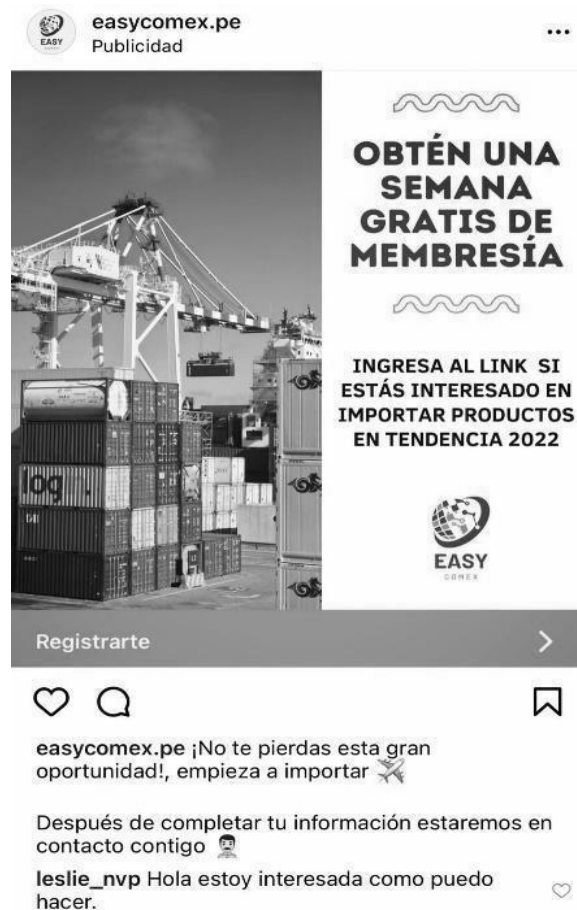 easycomex.pe
Publicidad
EASY
OBTÉN UNA
SEMANA
GRATIS DE
MEMBRESÍA
INGRESA AL LINK SI
ESTÁS INTERESADO EN
IMPORTAR PRODUCTOS
EN TENDENCIA 2022
log
EASY
COMEX
Registrarte
easycomex.pe ¡No te pierdas esta gran
oportunidad!, empieza a importar ✈️
Después de completar tu información estaremos en
contacto contigo 👨🏻
leslie_nvp Hola estoy interesada como puedo
hacer.